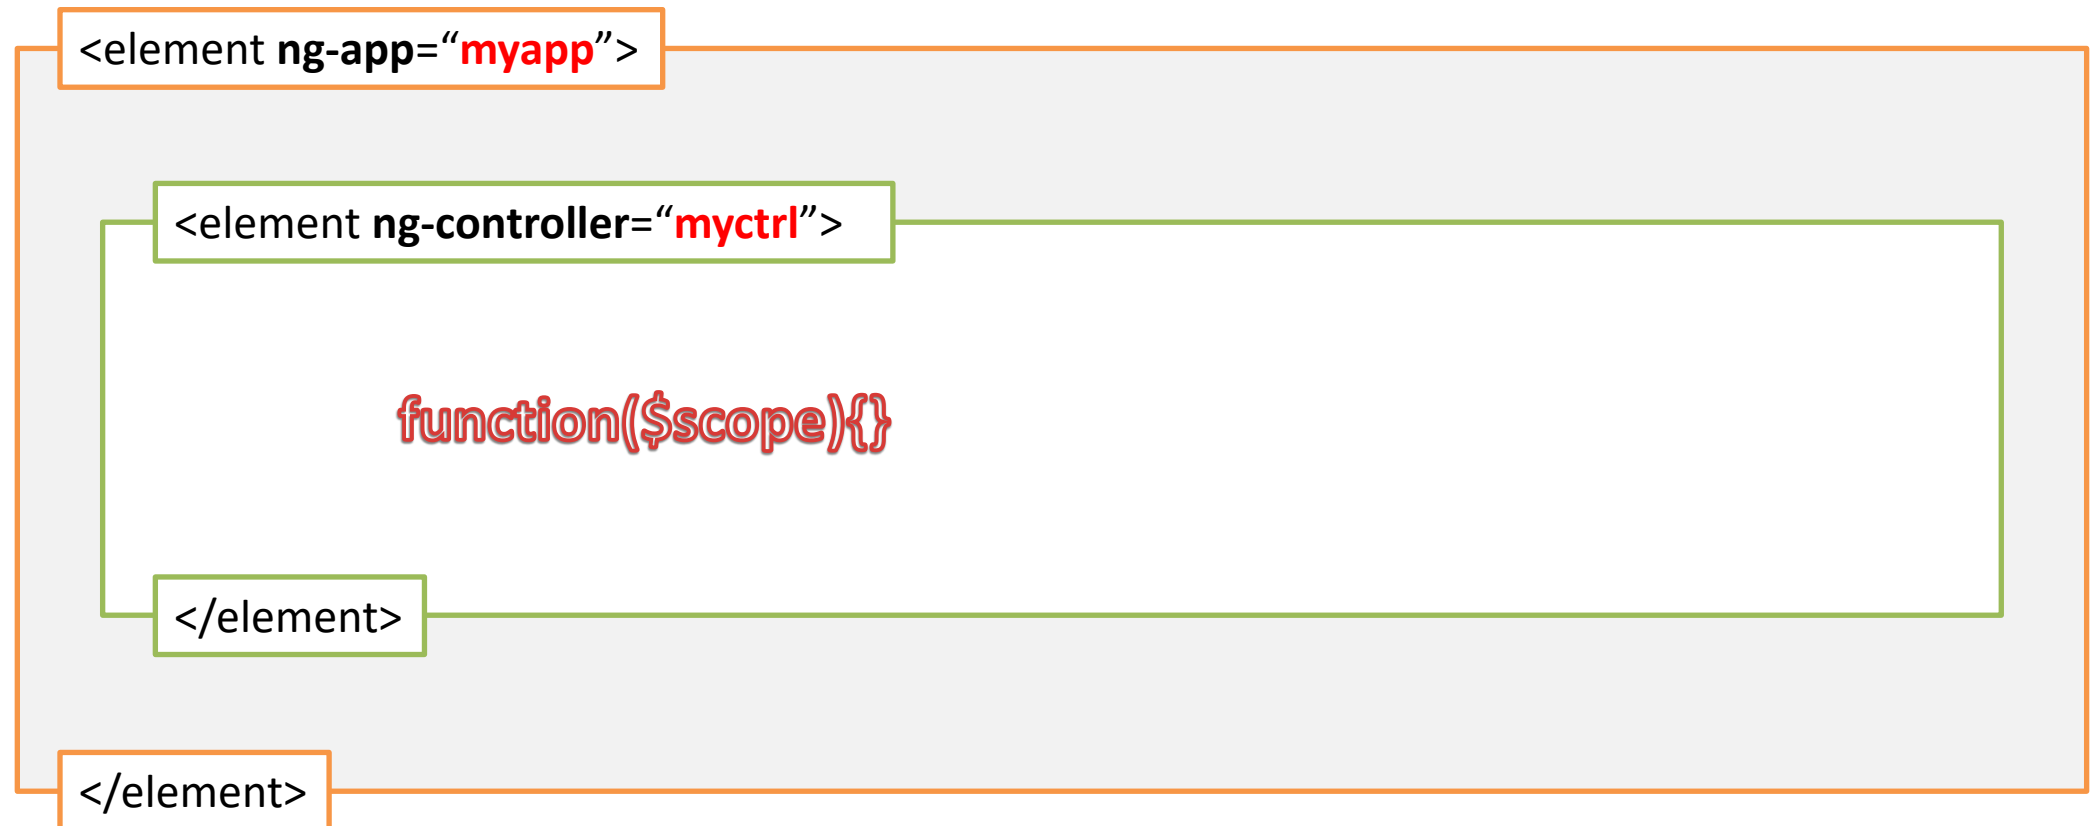 <element ng-app=“myapp”>
<element ng-controller=“myctrl”>
function($scope){}
</element>
</element>